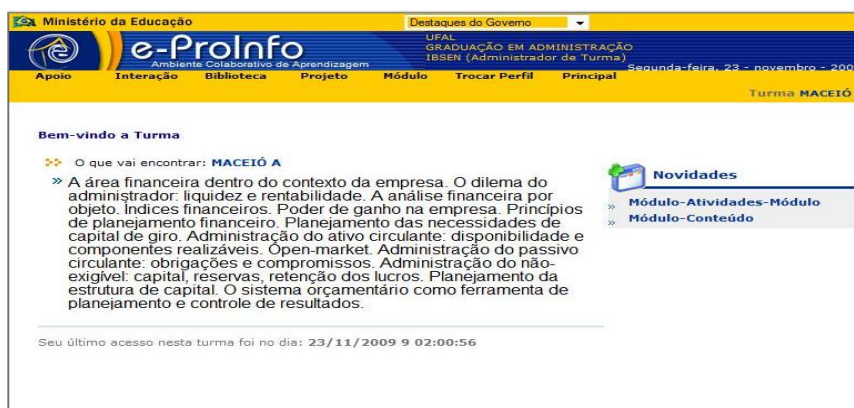 Ministério da Educação
Destaques do Governo
e-ProInfo
Ambiente Colaborativo de Aprendizagem
UFAL
GRADUAÇÃO EM ADMINISTRAÇÃO
IBSEN (Administrador de Turma)
Segunda-feira, 23 - novembro - 200
Apoio Interação Biblioteca Projeto Módulo Trocar Perfil Principal
Turma MACEIÓ
Bem-vindo a Turma
O que vai encontrar: MACEIÓ A
» A área financeira dentro do contexto da empresa. O dilema do
administrador: liquidez e rentabilidade. A análise financeira por
objeto. Índices financeiros. Poder de ganho na empresa. Princípios
de planejamento financeiro. Planejamento das necessidades de
capital de giro. Administração do ativo circulante: disponibilidade e
componentes realizáveis. Open-market. Administração do passivo
circulante: obrigações e compromissos. Administração do não-
exigível: capital, reservas, retenção dos lucros. Planejamento da
estrutura de capital. O sistema orçamentário como ferramenta de
planejamento e controle de resultados.
Novidades
» Módulo-Atividades-Módulo
» Módulo-Conteúdo
Seu último acesso nesta turma foi no dia: 23/11/2009 9 02:00:56